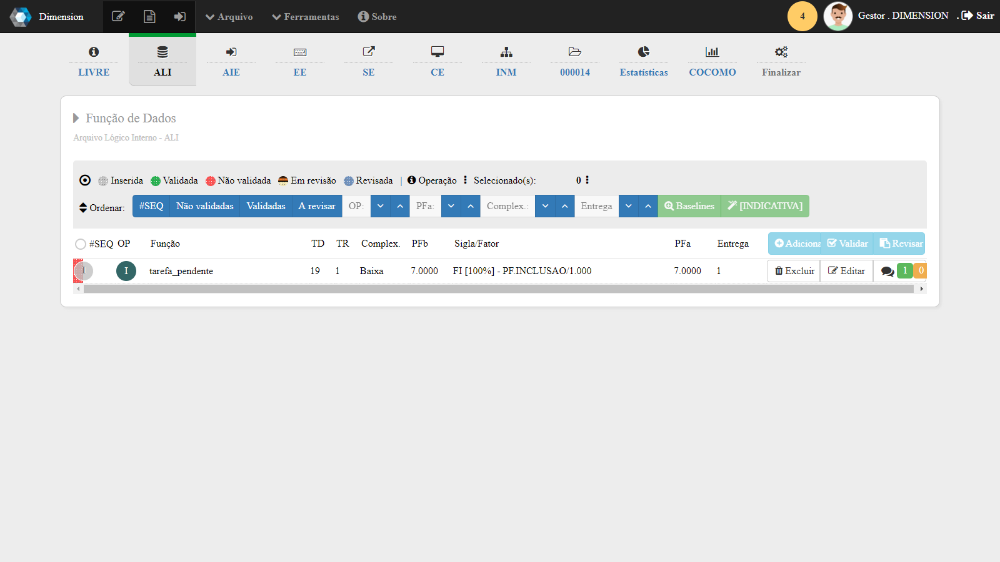 Dimension
Arquivo
Ferramentas
Sobre
4
Gestor . DIMENSION
. Sair
LIVRE
ALI
AIE
EE
SE
CE
INM
000014
Estatísticas
COCOMO
Finalizar
Função de Dados
Arquivo Lógico Interno - ALI
Inserida Validada Não validada Em revisão Revisada | Operação Selecionado(s): 0
Ordenar: #SEQ Não validadas Validadas A revisar OP: PFa: Complex.: Entrega Baselines [INDICATIVA]
#SEQ OP Função TD TR Complex. PFb Sigla/Fator PFa Entrega Adiciona Validar Revisar
1 I tarefa_pendente 19 1 Baixa 7.0000 FI [100%] - PF.INCLUSAO/1.000 7.0000 1 Excluir Editar 1 0